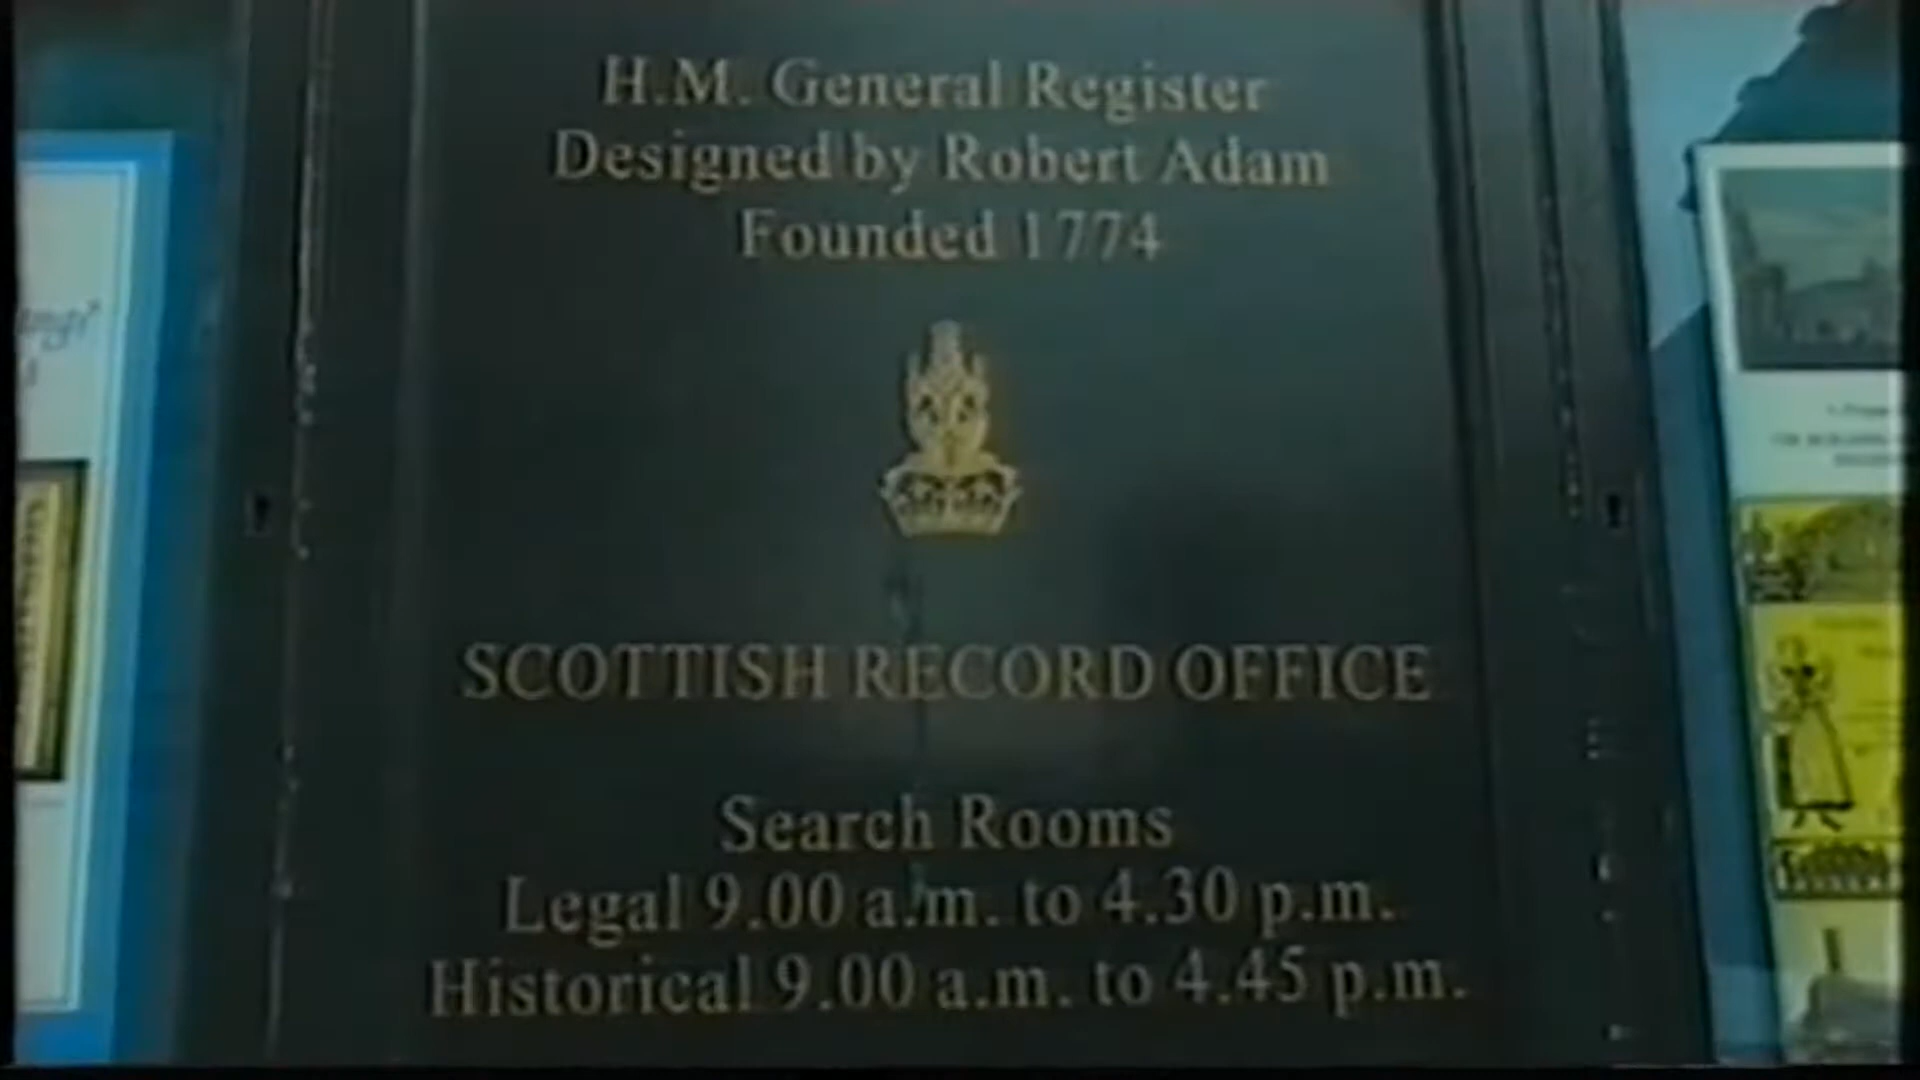 H.M. General Register
Designed by Robert Adam
Founded 1774
SCOTTISH RECORD OFFICE
Search Rooms
Legal 9.00 a.m. to 4.30 p.m.
Historical 9.00 a.m. to 4.45 p.m.